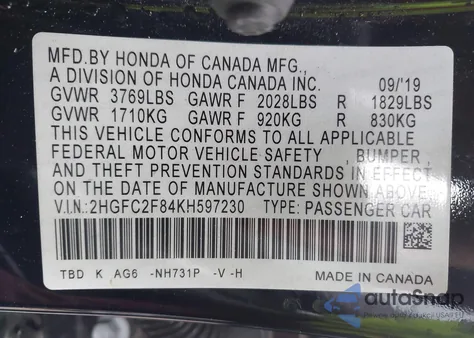 MFD.BY HONDA OF CANADA MFG.,
A DIVISION OF HONDA CANADA INC. 09/'19
GVWR 3769LBS GAWR F 2028LBS R 1829LBS
GVWR 1710KG GAWR F 920KG R 830KG
THIS VEHICLE CONFORMS TO ALL APPLICABLE
FEDERAL MOTOR VEHICLE SAFETY , BUMPER ,
AND THEFT PREVENTION STANDARDS IN EFFECT
ON THE DATE OF MANUFACTURE SHOWN ABOVE.
V.I.N.:2HGFC2F84KH597230 TYPE: PASSENGER CAR
TBD K AG6 -NH731P -V -H MADE IN CANADA
autoSnap